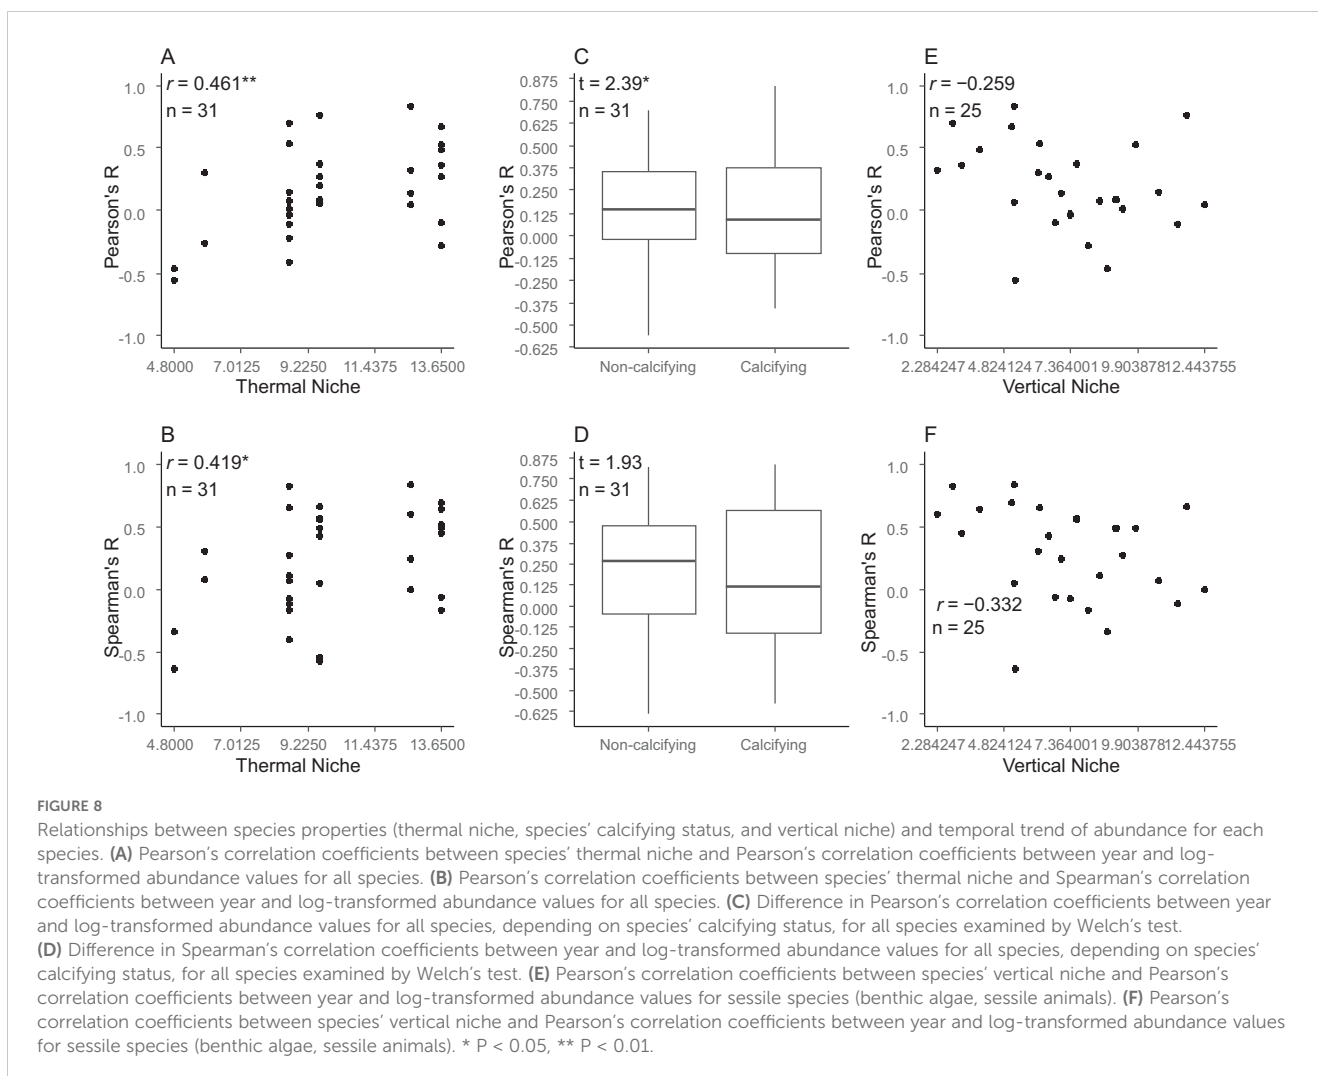 A
r = 0.461**
n = 31
1.0
0.5
0.0
-0.5
-1.0
Pearson's R
4.8000 7.0125 9.2250 11.4375 13.6500
Thermal Niche
C
t = 2.39*
n = 31
0.875
0.750
0.625
0.500
0.375
0.250
0.125
0.000
-0.125
-0.250
-0.375
-0.500
-0.625
Pearson's R
Non-calcifying Calcifying
E
r = −0.259
n = 25
1.0
0.5
0.0
-0.5
-1.0
Pearson's R
2.284247 4.824124 7.364001 9.903878 12.443755
Vertical Niche
B
r = 0.419*
n = 31
1.0
0.5
0.0
-0.5
-1.0
Spearman's R
4.8000 7.0125 9.2250 11.4375 13.6500
Thermal Niche
D
t = 1.93
n = 31
0.875
0.750
0.625
0.500
0.375
0.250
0.125
0.000
-0.125
-0.250
-0.375
-0.500
-0.625
Spearman's R
Non-calcifying Calcifying
F
1.0
0.5
0.0
-0.5
-1.0
Spearman's R
r = −0.332
n = 25
2.284247 4.824124 7.364001 9.903878 12.443755
Vertical Niche
FIGURE 8
Relationships between species properties (thermal niche, species' calcifying status, and vertical niche) and temporal trend of abundance for each
species. (A) Pearson's correlation coefficients between species' thermal niche and Pearson's correlation coefficients between year and log-
transformed abundance values for all species. (B) Pearson's correlation coefficients between species' thermal niche and Spearman's correlation
coefficients between year and log-transformed abundance values for all species. (C) Difference in Pearson's correlation coefficients between year
and log-transformed abundance values for all species, depending on species' calcifying status, for all species examined by Welch's test.
(D) Difference in Spearman's correlation coefficients between year and log-transformed abundance values for all species, depending on species'
calcifying status, for all species examined by Welch's test. (E) Pearson's correlation coefficients between species' vertical niche and Pearson's
correlation coefficients between year and log-transformed abundance values for sessile species (benthic algae, sessile animals). (F) Pearson's
correlation coefficients between species' vertical niche and Pearson's correlation coefficients between year and log-transformed abundance values
for sessile species (benthic algae, sessile animals). * P < 0.05, ** P < 0.01.